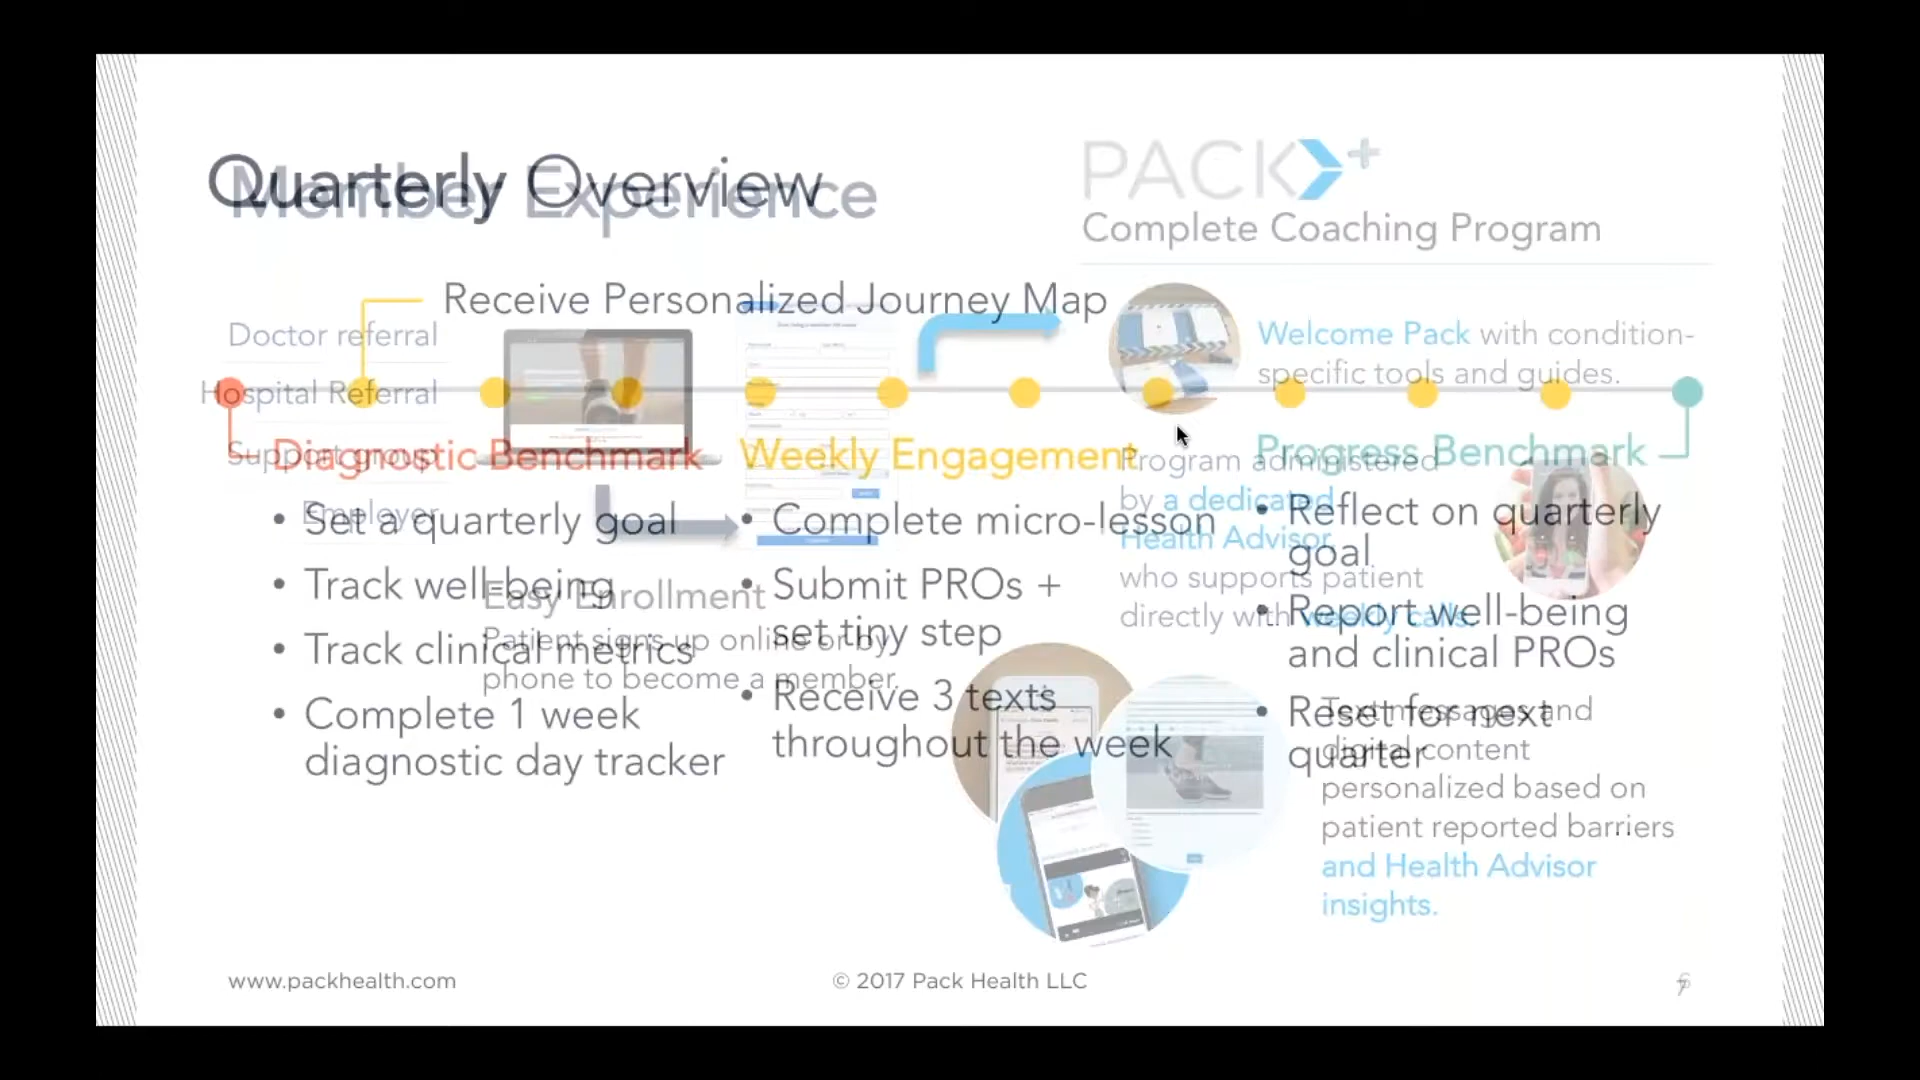 Quarterly Overview
Member Experience
PACK+
Complete Coaching Program
Receive Personalized Journey Map
Doctor referral
Hospital Referral
Support group
Employer
Welcome Pack with condition-
specific tools and guides.
Diagnostic Benchmark
• Set a quarterly goal
• Track well-being
• Track clinical metrics
• Complete 1 week
diagnostic day tracker
Easy Enrollment
Patient signs up online or by
phone to become a member.
Weekly Engagement
• Complete micro-lesson
• Submit PROs +
set tiny step
• Receive 3 texts
throughout the week
Program administered
by a dedicated
Health Advisor
who supports patient
directly with weekly calls.
Progress Benchmark
• Reflect on quarterly
goal
• Report well-being
and clinical PROs
• Reset for next
quarter
Text messages and
digital content
personalized based on
patient reported barriers
and Health Advisor
insights.
www.packhealth.com
© 2017 Pack Health LLC
6
7